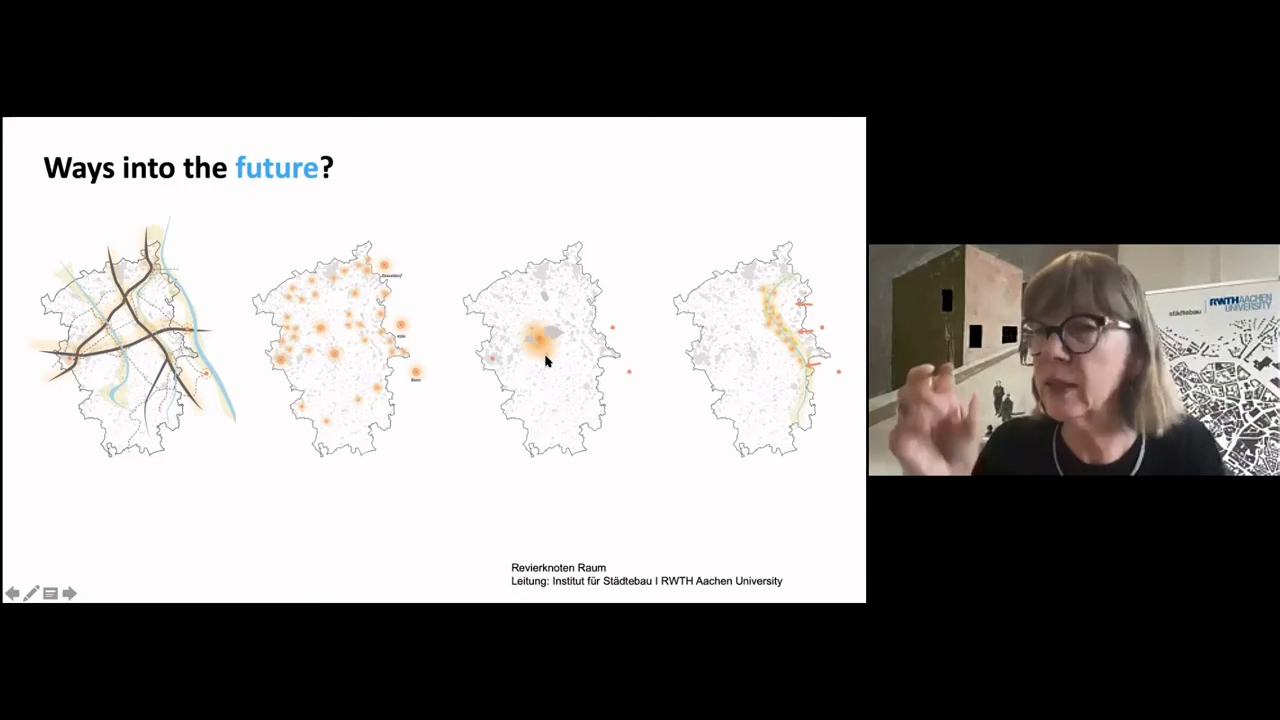 Ways into the future?
Düsseldorf
Köln
Bonn
Revierknoten Raum
Leitung: Institut für Städtebau I RWTH Aachen University
städtebau
RWTH AACHEN
UNIVERSITY